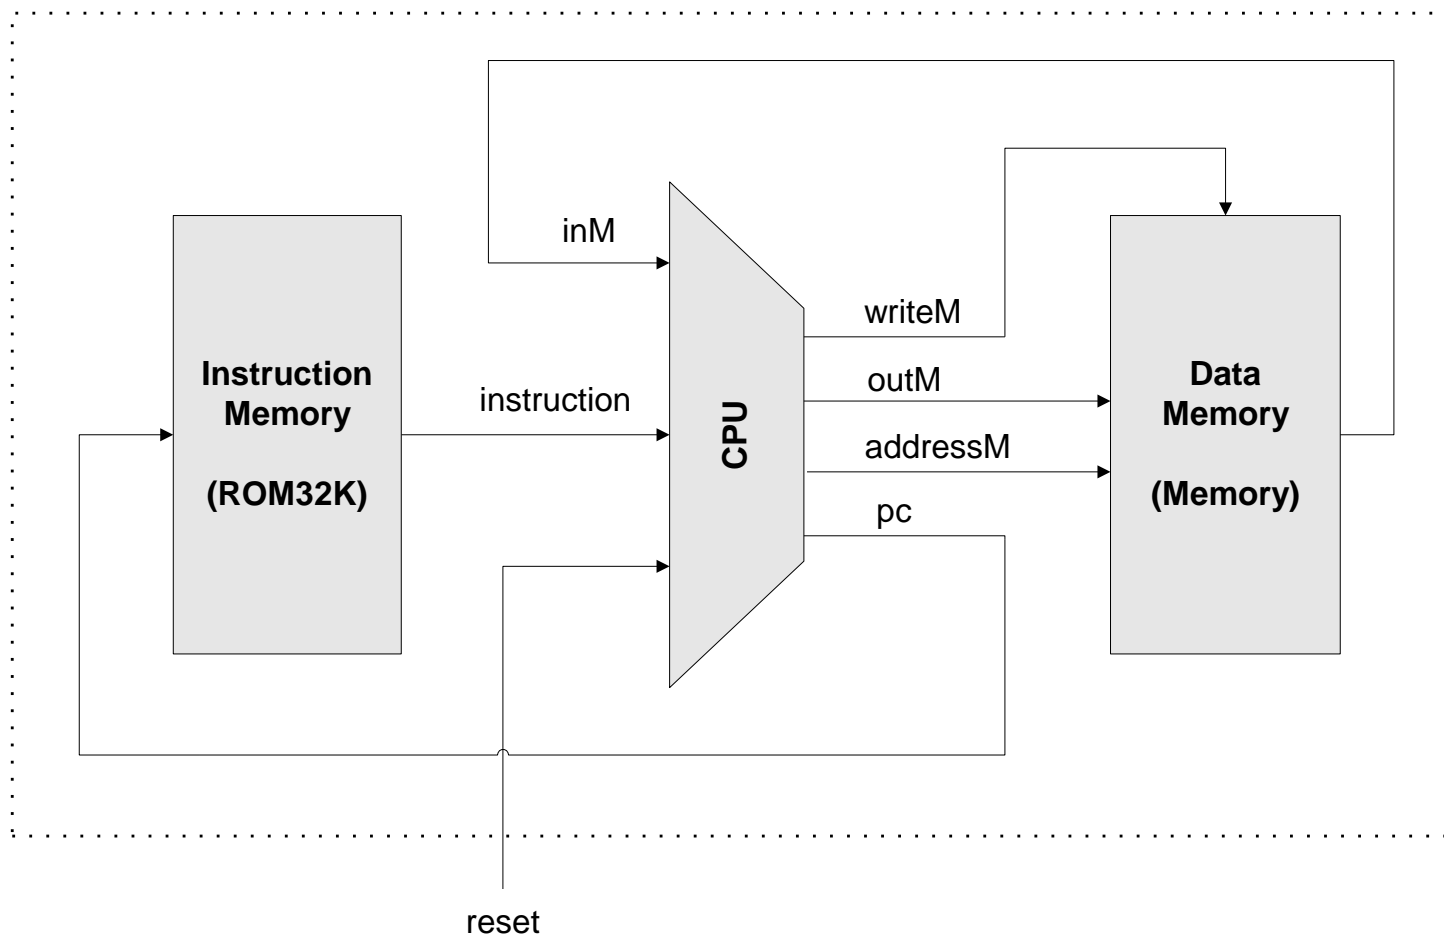 inM
writeM
Instruction
Memory
(ROM32K)
instruction
CPU
outM
addressM
pc
Data
Memory
(Memory)
reset